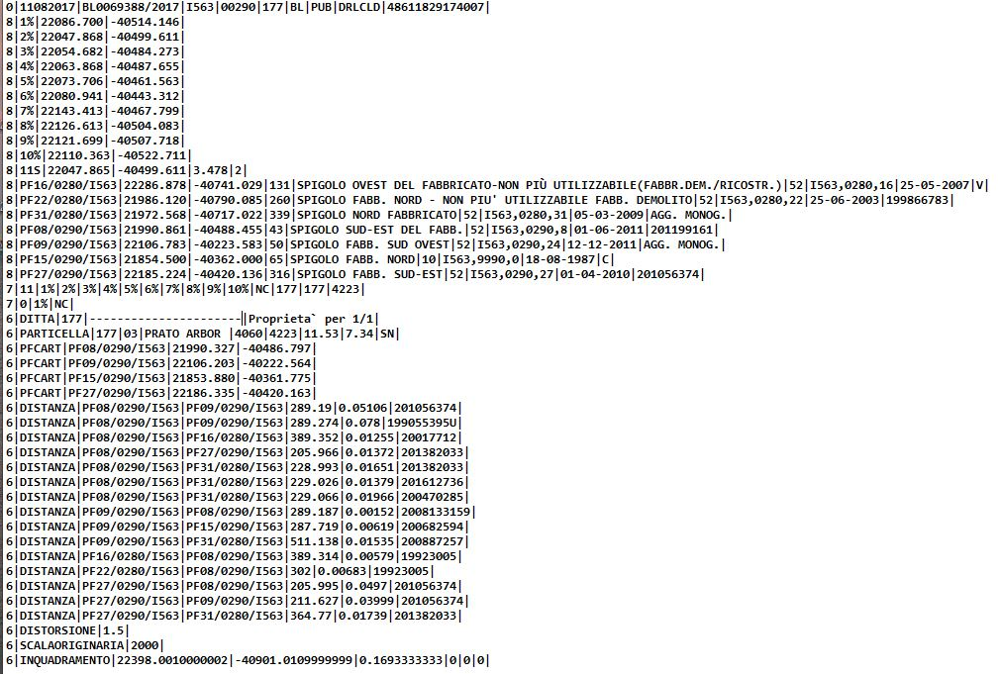 0|11082017|BL0069388/2017|I563|00290|177|BL|PUB|DRLCLD|48611829174007|
8|1%|22086.700|-40514.146|
8|2%|22047.868|-40499.611|
8|3%|22054.682|-40484.273|
8|4%|22063.868|-40487.655|
8|5%|22073.706|-40461.563|
8|6%|22080.941|-40443.312|
8|7%|22143.413|-40467.799|
8|8%|22126.613|-40504.083|
8|9%|22121.699|-40507.718|
8|10%|22110.363|-40522.711|
8|11S|22047.865|-40499.611|3.478|2|
8|PF16/0280/I563|22286.878|-40741.029|131|SPIGOLO OVEST DEL FABBRICATO-NON PIÙ UTILIZZABILE(FABBR.DEM./RICOSTR.)|52|I563,0280,16|25-05-2007|V|
8|PF22/0280/I563|21986.120|-40790.085|260|SPIGOLO FABB. NORD - NON PIU' UTILIZZABILE FABB. DEMOLITO|52|I563,0280,22|25-06-2003|199866783|
8|PF31/0280/I563|21972.568|-40717.022|339|SPIGOLO NORD FABBRICATO|52|I563,0280,31|05-03-2009|AGG. MONOG.|
8|PF08/0290/I563|21990.861|-40488.455|43|SPIGOLO SUD-EST DEL FABB.|52|I563,0290,8|01-06-2011|201199161|
8|PF09/0290/I563|22106.783|-40223.583|50|SPIGOLO FABB. SUD OVEST|52|I563,0290,24|12-12-2011|AGG. MONOG.|
8|PF15/0290/I563|21854.500|-40362.000|65|SPIGOLO FABB. NORD|10|I563,9990,0|18-08-1987|C|
8|PF27/0290/I563|22185.224|-40420.136|316|SPIGOLO FABB. SUD-EST|52|I563,0290,27|01-04-2010|201056374|
7|11|1%|2%|3%|4%|5%|6%|7%|8%|9%|10%|NC|177|177|4223|
7|0|1%|NC|
6|DITTA|177|----------------------||Proprieta` per 1/1|
6|PARTICELLA|177|03|PRATO ARBOR |4060|4223|11.53|7.34|SN|
6|PFCART|PF08/0290/I563|21990.327|-40486.797|
6|PFCART|PF09/0290/I563|22106.203|-40222.564|
6|PFCART|PF15/0290/I563|21853.880|-40361.775|
6|PFCART|PF27/0290/I563|22186.335|-40420.163|
6|DISTANZA|PF08/0290/I563|PF09/0290/I563|289.19|0.05106|201056374|
6|DISTANZA|PF08/0290/I563|PF09/0290/I563|289.274|0.078|199055395U|
6|DISTANZA|PF08/0290/I563|PF16/0280/I563|389.352|0.01255|20017712|
6|DISTANZA|PF08/0290/I563|PF27/0290/I563|205.966|0.01372|201382033|
6|DISTANZA|PF08/0290/I563|PF31/0280/I563|228.993|0.01651|201382033|
6|DISTANZA|PF08/0290/I563|PF31/0280/I563|229.026|0.01379|201612736|
6|DISTANZA|PF08/0290/I563|PF31/0280/I563|229.066|0.01966|200470285|
6|DISTANZA|PF09/0290/I563|PF08/0290/I563|289.187|0.00152|2008133159|
6|DISTANZA|PF09/0290/I563|PF15/0290/I563|287.719|0.00619|200682594|
6|DISTANZA|PF09/0290/I563|PF31/0280/I563|511.138|0.01535|200887257|
6|DISTANZA|PF16/0280/I563|PF08/0290/I563|389.314|0.00579|19923005|
6|DISTANZA|PF22/0280/I563|PF08/0290/I563|302|0.00683|19923005|
6|DISTANZA|PF27/0290/I563|PF08/0290/I563|205.995|0.0497|201056374|
6|DISTANZA|PF27/0290/I563|PF09/0290/I563|211.627|0.03999|201056374|
6|DISTANZA|PF27/0290/I563|PF31/0280/I563|364.77|0.01739|201382033|
6|DISTORSIONE|1.5|
6|SCALAORIGINARIA|2000|
6|INQUADRAMENTO|22398.0010000002|-40901.0109999999|0.1693333333|0|0|0|